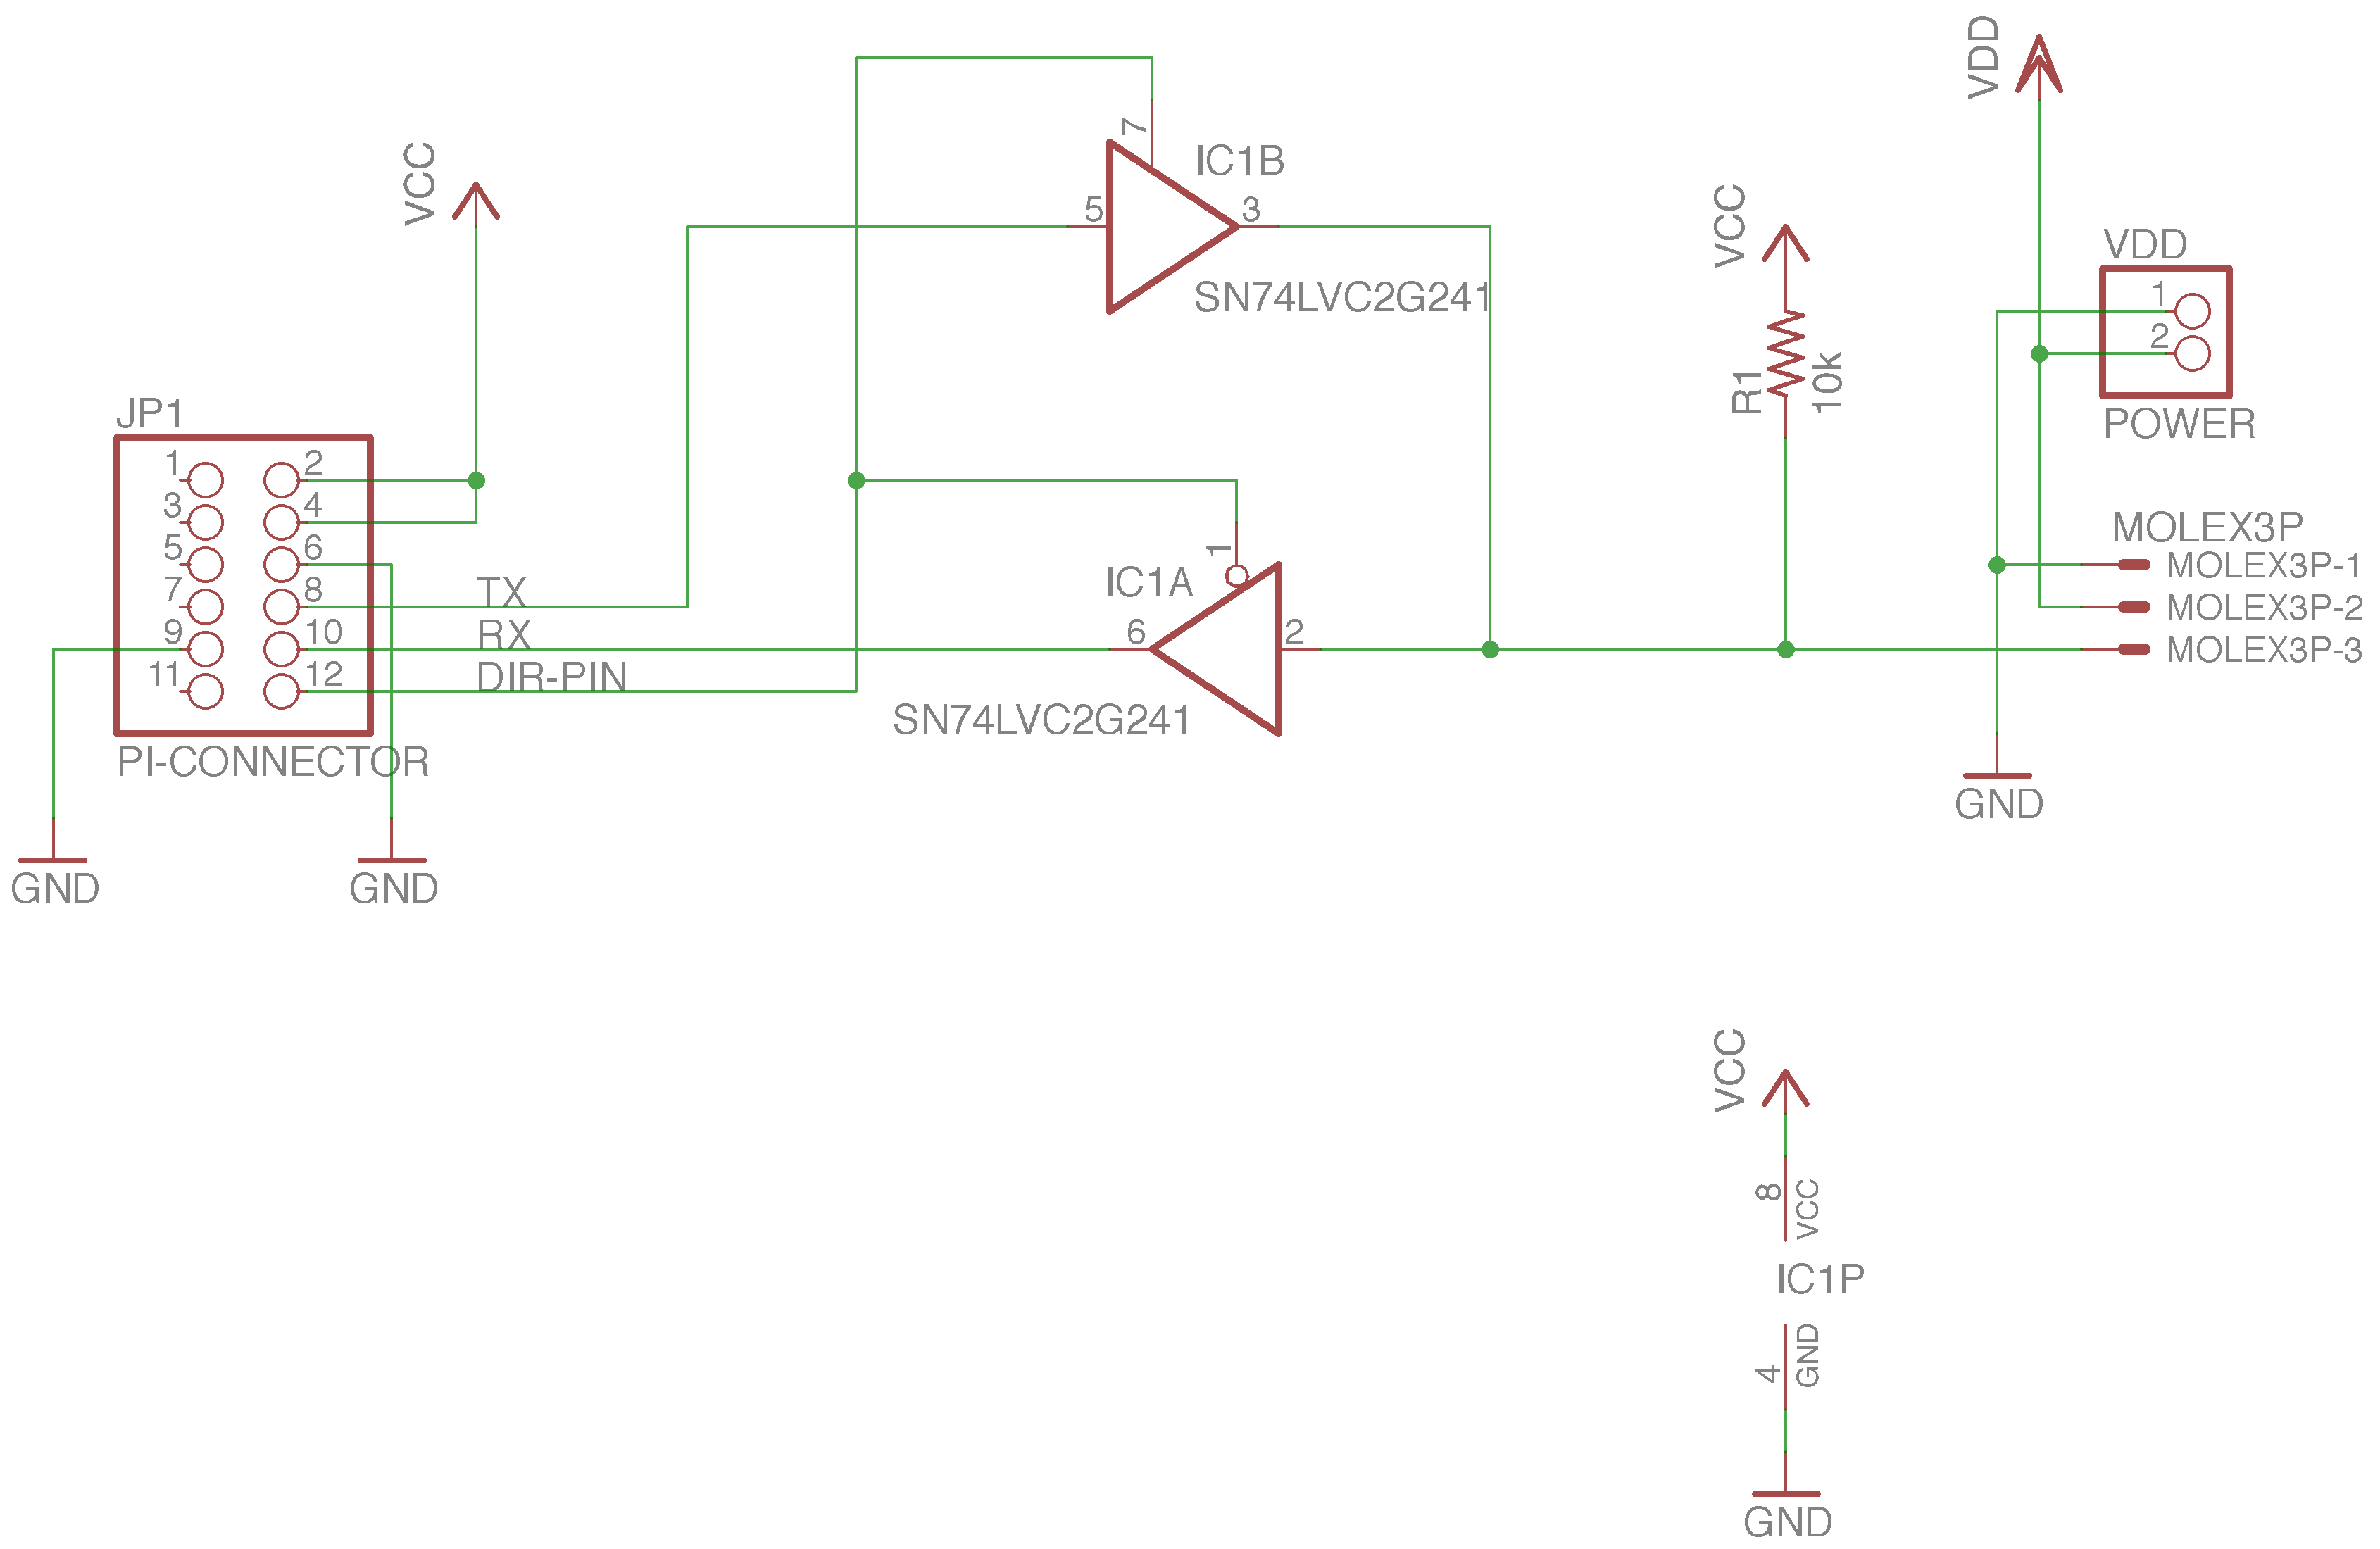 VDD
VCC
7
IC1B
5
3
SN74LVC2G241
VCC
R1
10k
VDD
1
2
POWER
JP1
1
2
3
4
5
6
7
8
9
10
11
12
PI-CONNECTOR
TX
RX
DIR-PIN
1
IC1A
6
2
SN74LVC2G241
MOLEX3P
MOLEX3P-1
MOLEX3P-2
MOLEX3P-3
GND
GND
GND
VCC
8
VCC
IC1P
4
GND
GND